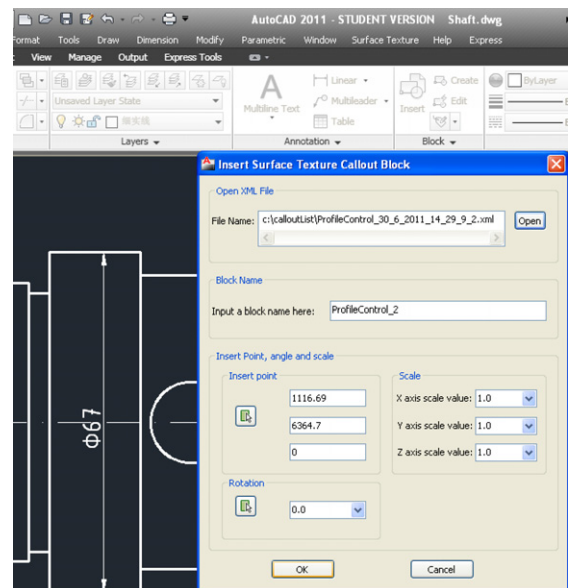 AutoCAD 2011 - STUDENT VERSION Shaft.dwg
ormat Tools Draw Dimension Modify Parametric Window Surface Texture Help Express
View Manage Output Express Tools
Linear Create ByLayer
Unsaved Layer State A Multileader Edit
Multiline Text Insert
Table
Layers Annotation Block
Insert Surface Texture Callout Block
Open XML File
File Name: c:\calloutList\ProfileControl_30_6_2011_14_29_9_2.xml Open
Block Name
Input a block name here: ProfileControl_2
Insert Point, angle and scale
Insert point Scale
1116.69 X axis scale value: 1.0
6364.7 Y axis scale value: 1.0
0 Z axis scale value: 1.0
Φ67
Rotation
0.0
OK Cancel